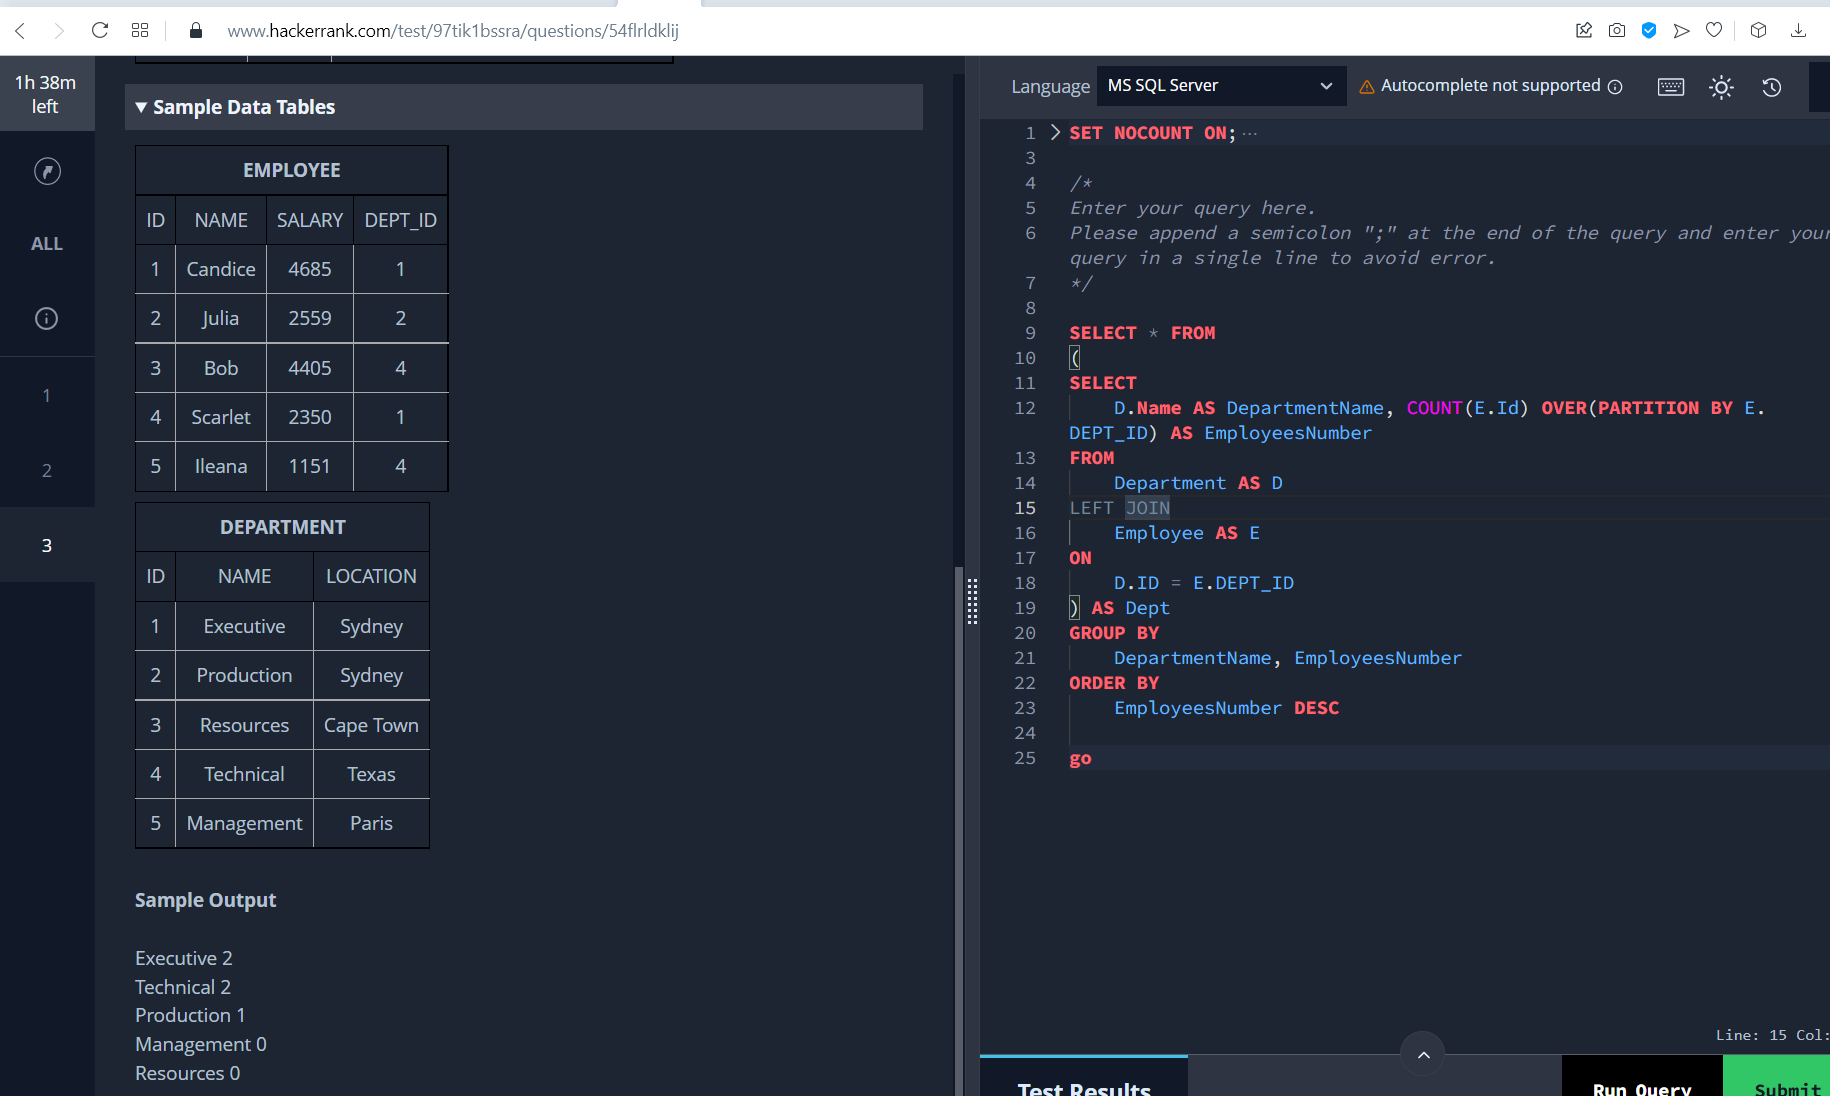 www.hackerrank.com/test/97tik1bssra/questions/54flrldklij
1h 38m
left
ALL
1
2
3
Sample Data Tables
EMPLOYEE
ID NAME SALARY DEPT_ID
1 Candice 4685 1
2 Julia 2559 2
3 Bob 4405 4
4 Scarlet 2350 1
5 Ileana 1151 4
DEPARTMENT
ID NAME LOCATION
1 Executive Sydney
2 Production Sydney
3 Resources Cape Town
4 Technical Texas
5 Management Paris
Sample Output
Executive 2
Technical 2
Production 1
Management 0
Resources 0
Language MS SQL Server Autocomplete not supported
1 SET NOCOUNT ON;
3
4 /*
5 Enter your query here.
6 Please append a semicolon ";" at the end of the query and enter your
query in a single line to avoid error.
7 */
8
9 SELECT * FROM
10 (
11 SELECT
12 D.Name AS DepartmentName, COUNT(E.Id) OVER(PARTITION BY E.
DEPT_ID) AS EmployeesNumber
13 FROM
14 Department AS D
15 LEFT JOIN
16 Employee AS E
17 ON
18 D.ID = E.DEPT_ID
19 ) AS Dept
20 GROUP BY
21 DepartmentName, EmployeesNumber
22 ORDER BY
23 EmployeesNumber DESC
24
25 go
Line: 15 Col:
Test Results
Run Query
Submit